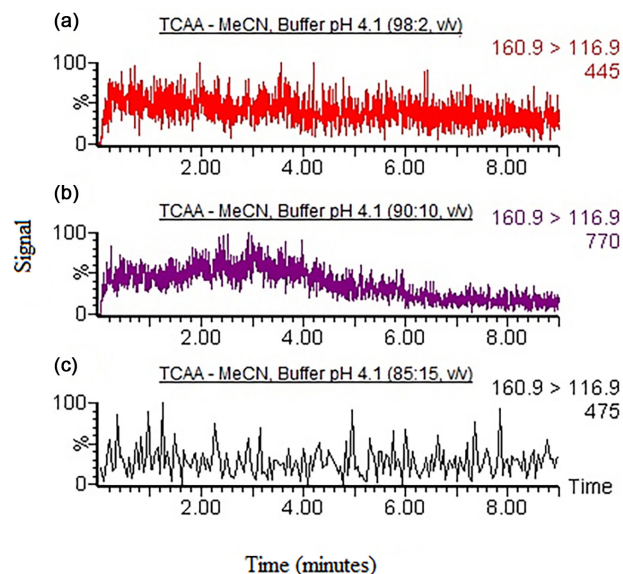 (a)
TCAA - MeCN, Buffer pH 4.1 (98:2, v/v)
160.9 > 116.9
445
100
%
0
2.00 4.00 6.00 8.00
(b)
TCAA - MeCN, Buffer pH 4.1 (90:10, v/v)
160.9 > 116.9
770
100
%
0
2.00 4.00 6.00 8.00
Signal
(c)
TCAA - MeCN, Buffer pH 4.1 (85:15, v/v)
160.9 > 116.9
475
100
%
0
Time
2.00 4.00 6.00 8.00
Time (minutes)